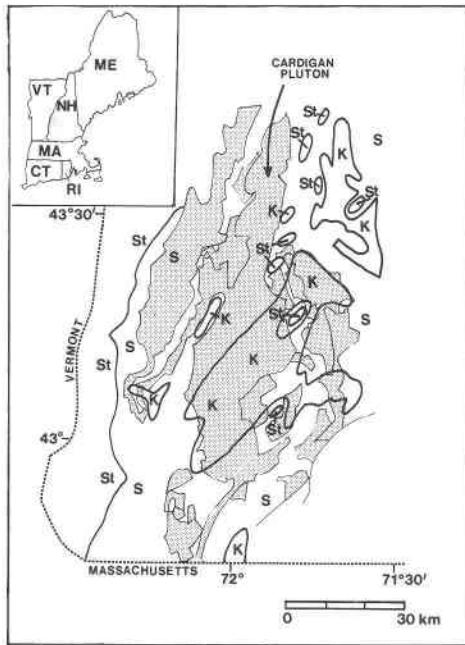 ME
VT
NH
MA
CT
RI
CARDIGAN
PLUTON
St
St
S
K
St
St
K
K
43°30'
St
St
S
K
K
St
S
VERMONT
St
S
K
K
K
43°
K
St
St
S
S
K
MASSACHUSETTS
72°
71°30'
0
30 km